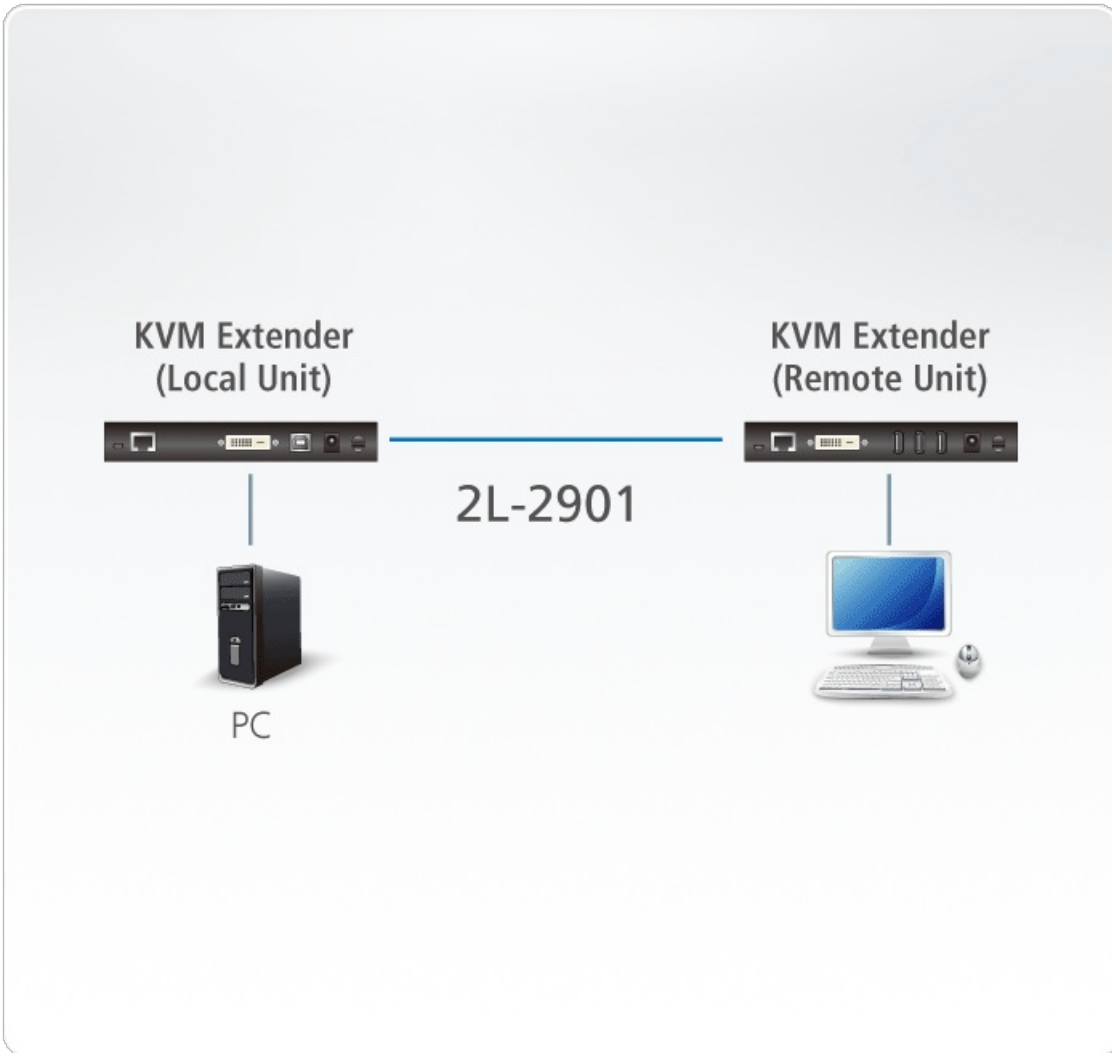 KVM Extender
(Local Unit)
KVM Extender
(Remote Unit)
2L-2901
PC